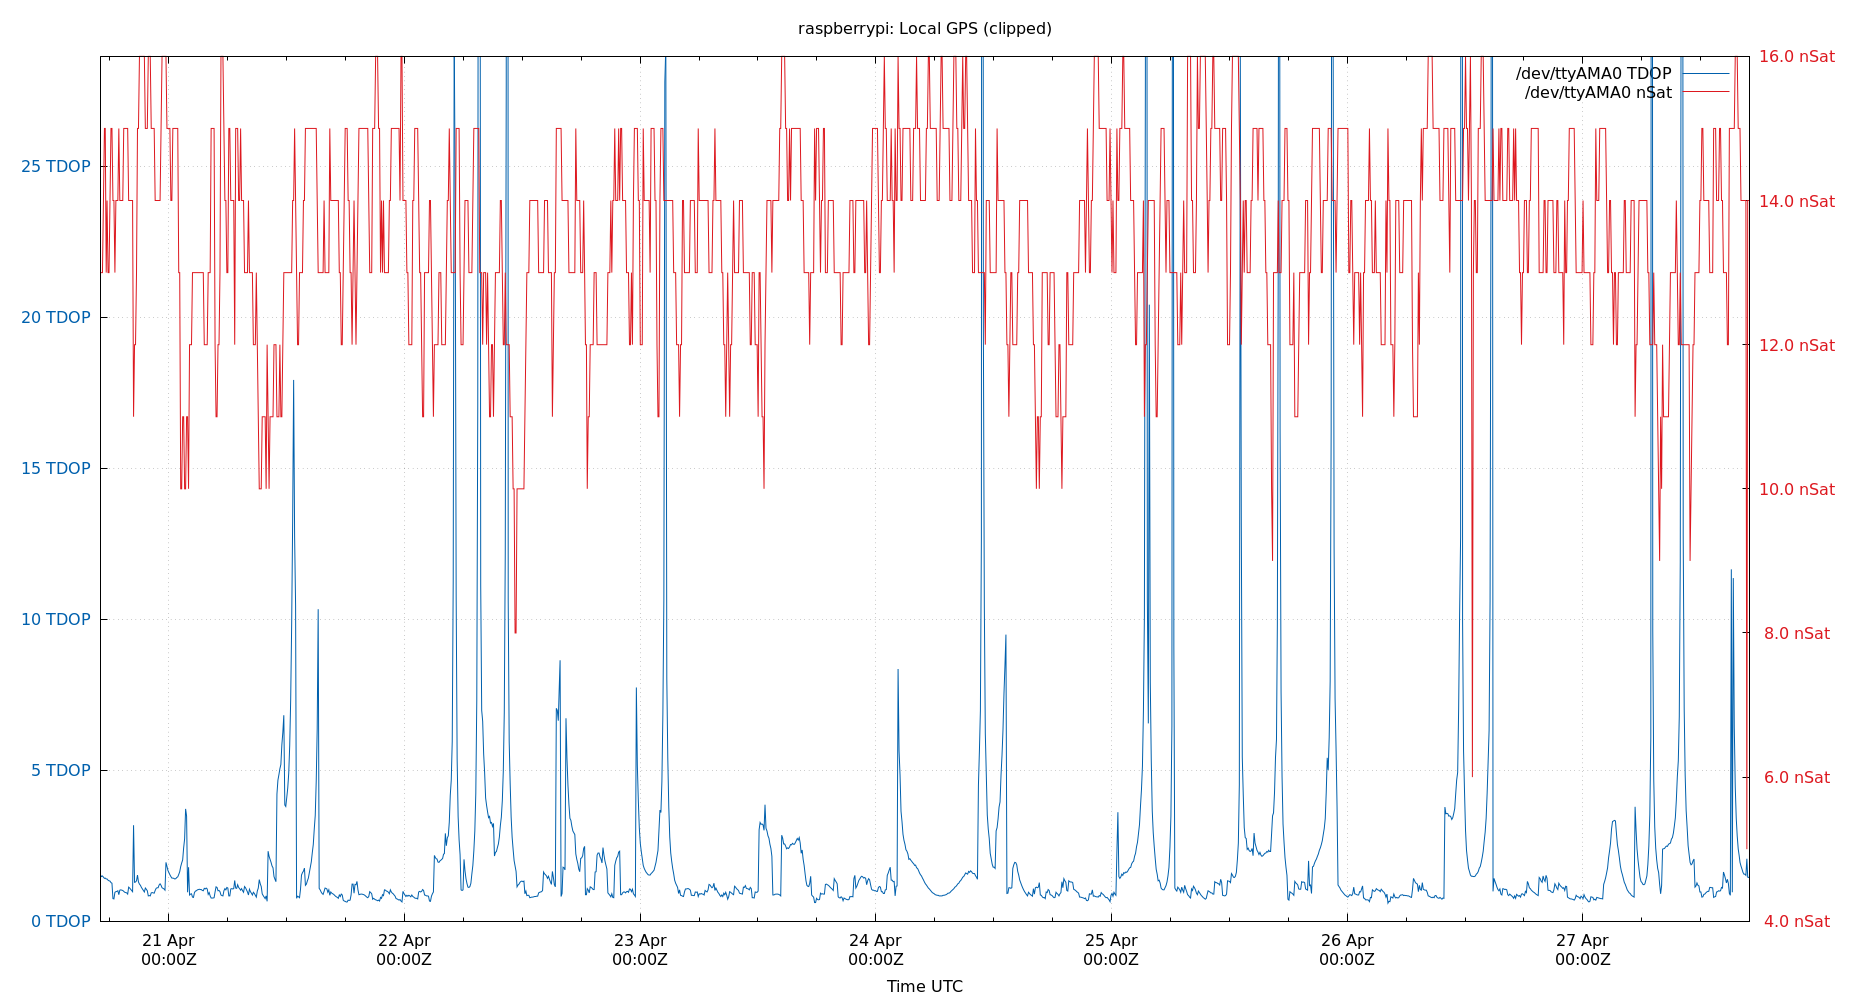 raspberrypi: Local GPS (clipped)
16.0 nSat
/dev/ttyAMA0 TDOP
/dev/ttyAMA0 nSat
25 TDOP
14.0 nSat
20 TDOP
12.0 nSat
15 TDOP
10.0 nSat
10 TDOP
8.0 nSat
5 TDOP
6.0 nSat
0 TDOP
4.0 nSat
21 Apr
00:00Z
22 Apr
00:00Z
23 Apr
00:00Z
24 Apr
00:00Z
25 Apr
00:00Z
26 Apr
00:00Z
27 Apr
00:00Z
Time UTC